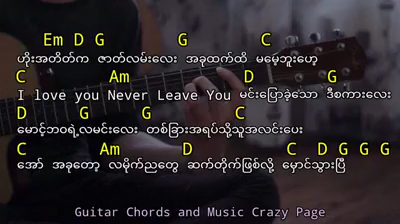 Em D G G C
ဟိုးအတိတ်က ဇာတ်လမ်းလေး အခုထက်ထိ မမေ့ဘူးဟေ့
C Am D G
I love you Never Leave You မင်းပြောခဲ့သော ဒီစကားလေး
D G G C
မောင့်ဘဝရဲ့လမင်းလေး တစ်ခြားအရပ်သို့သူအလင်းပေး
C Am D C D G G G
အော် အခုတော့ လမိုက်ညတွေ ဆက်တိုက်ဖြစ်လို့ မှောင်သွားပြီ
Guitar Chords and Music Crazy Page